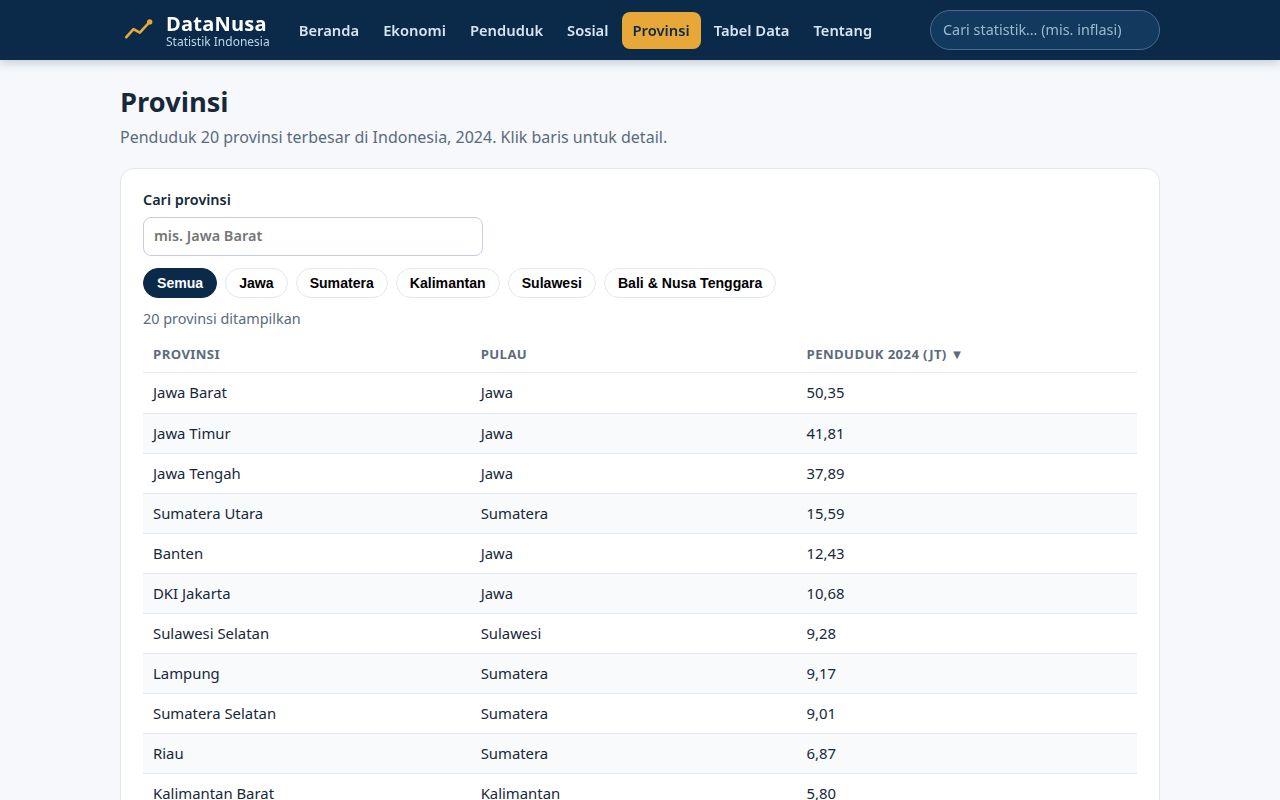 DataNusa
Statistik Indonesia
Beranda Ekonomi Penduduk Sosial Provinsi Tabel Data Tentang
Cari statistik... (mis. inflasi)
Provinsi
Penduduk 20 provinsi terbesar di Indonesia, 2024. Klik baris untuk detail.
Cari provinsi
mis. Jawa Barat
Semua Jawa Sumatera Kalimantan Sulawesi Bali & Nusa Tenggara
20 provinsi ditampilkan
PROVINSI PULAU PENDUDUK 2024 (JT) ▼
Jawa Barat Jawa 50,35
Jawa Timur Jawa 41,81
Jawa Tengah Jawa 37,89
Sumatera Utara Sumatera 15,59
Banten Jawa 12,43
DKI Jakarta Jawa 10,68
Sulawesi Selatan Sulawesi 9,28
Lampung Sumatera 9,17
Sumatera Selatan Sumatera 9,01
Riau Sumatera 6,87
Kalimantan Barat Kalimantan 5,80